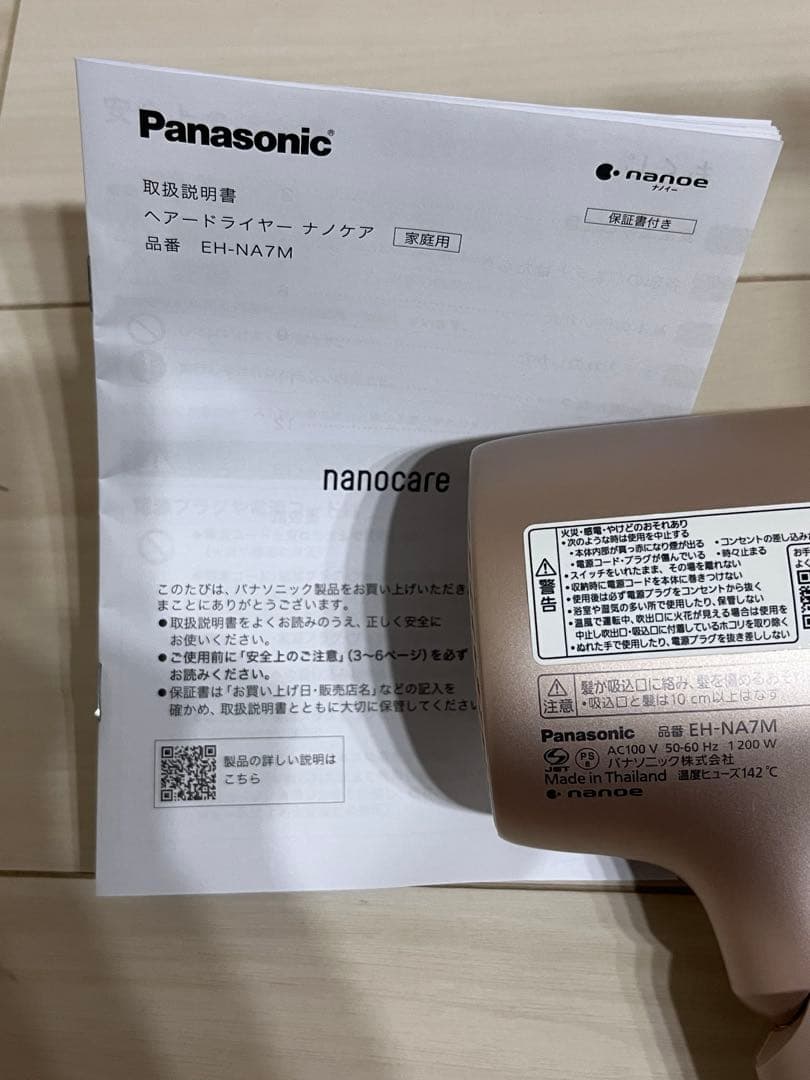 Panasonic®
nanoe
ナノイー
取扱説明書
保証書付き
ヘアードライヤー ナノケア 家庭用
品番 EH-NA7M
nanocare
このたびは、パナソニック製品をお買い上げいただき
まことにありがとうございます。
●取扱説明書をよくお読みのうえ、正しく安全に
お使いください。
●ご使用前に「安全上のご注意」(3〜6ページ)を必ず
お読みください。
●保証書は「お買い上げ日・販売店名」などの記入を
確かめ、取扱説明書とともに大切に保管してください
製品の詳しい説明は
こちら
警告
火災・感電・やけどのおそれあり
・次のような時は使用を中止する
・本体内部が真っ赤になり煙が出る ・コンセントの差し込み
・電源コード・プラグが傷んでいる ・時々止まる
・スイッチをいれたまま、その場を離れない
・収納時に電源コードを本体に巻きつけない
・使用後は必ず電源プラグをコンセントから抜く
・浴室や湿気の多い所で使用したり、保管しない
・温風で運転中、吹出口に火花が見える場合は使用を
中止し吹出口・吸込口に付着しているホコリを取り除く
・ぬれた手で使用したり、電源プラグを抜き差ししない
お手
よく
注意
髪が吸込口に絡み、髪を傷めるおそ
・吸込口と髪は10 cm以上はなす
Panasonic 品番 EH-NA7M
AC100 V 50-60 Hz 1 200 W
JET PS E パナソニック株式会社
Made in Thailand 温度ヒューズ142 ℃
nanoe